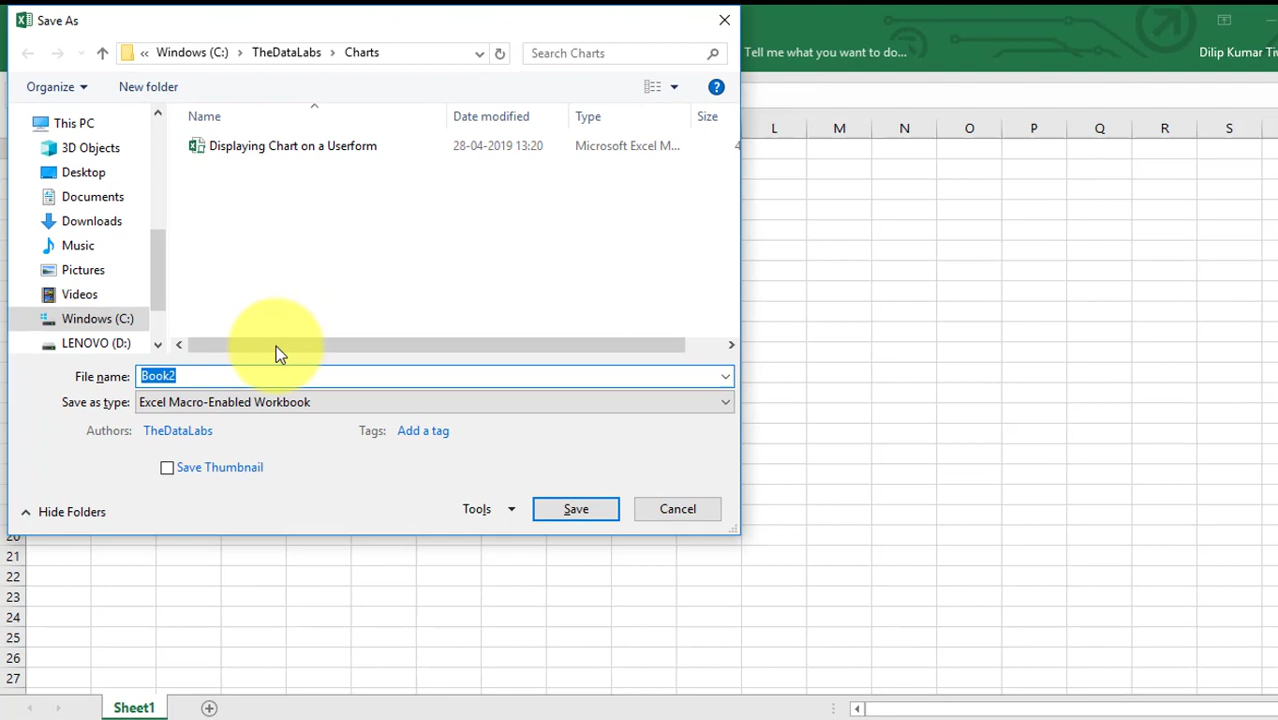 Save As
« Windows (C:) > TheDataLabs > Charts
Search Charts
Tell me what you want to do...
Dilip Kumar Ti
Organize
New folder
Name
Date modified
Type
Size
L M N O P Q R S
This PC
3D Objects
Desktop
Documents
Downloads
Music
Pictures
Videos
Windows (C:)
LENOVO (D:)
Displaying Chart on a Userform
28-04-2019 13:20
Microsoft Excel M...
4
File name:
Book2
Save as type:
Excel Macro-Enabled Workbook
Authors:
TheDataLabs
Tags:
Add a tag
Save Thumbnail
Hide Folders
Tools
Save
Cancel
20
21
22
23
24
25
26
27
Sheet1